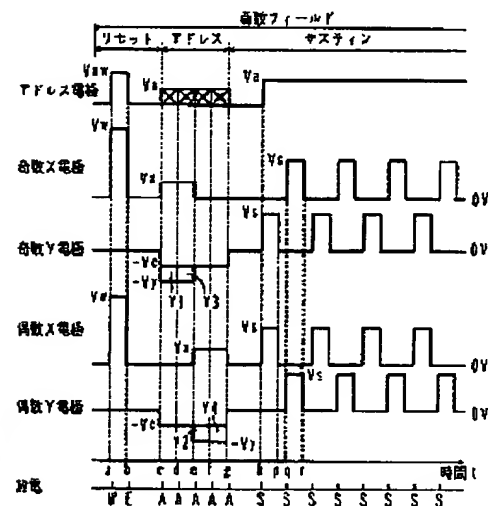 奇数フィールド
リセット アドレス サスティン
Vaw Va Va
アドレス電極
Vw
奇数X電極 Vx Vs 0V
Vs
奇数Y電極 0V
-Vc
-Vy Y1 Y3
Vw
偶数X電極 Vx Vs 0V
Vs
偶数Y電極 0V
-Vc Y2 Y4 -Vy
a b c d e f g h p q r 時間 t
放電 W E A A A A A S S S S S S S S S